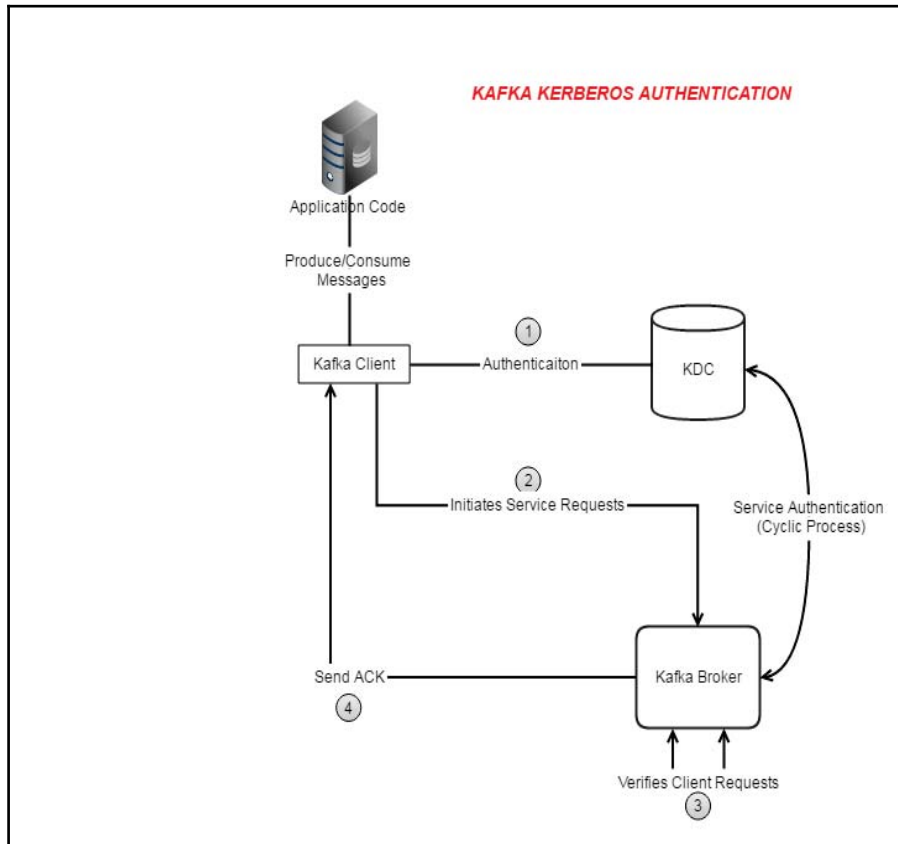 KAFKA KERBEROS AUTHENTICATION
Application Code
Produce/Consume
Messages
1
Kafka Client
Authenticaiton
KDC
2
Initiates Service Requests
Service Authentication
(Cyclic Process)
Send ACK
Kafka Broker
4
Verifies Client Requests
3